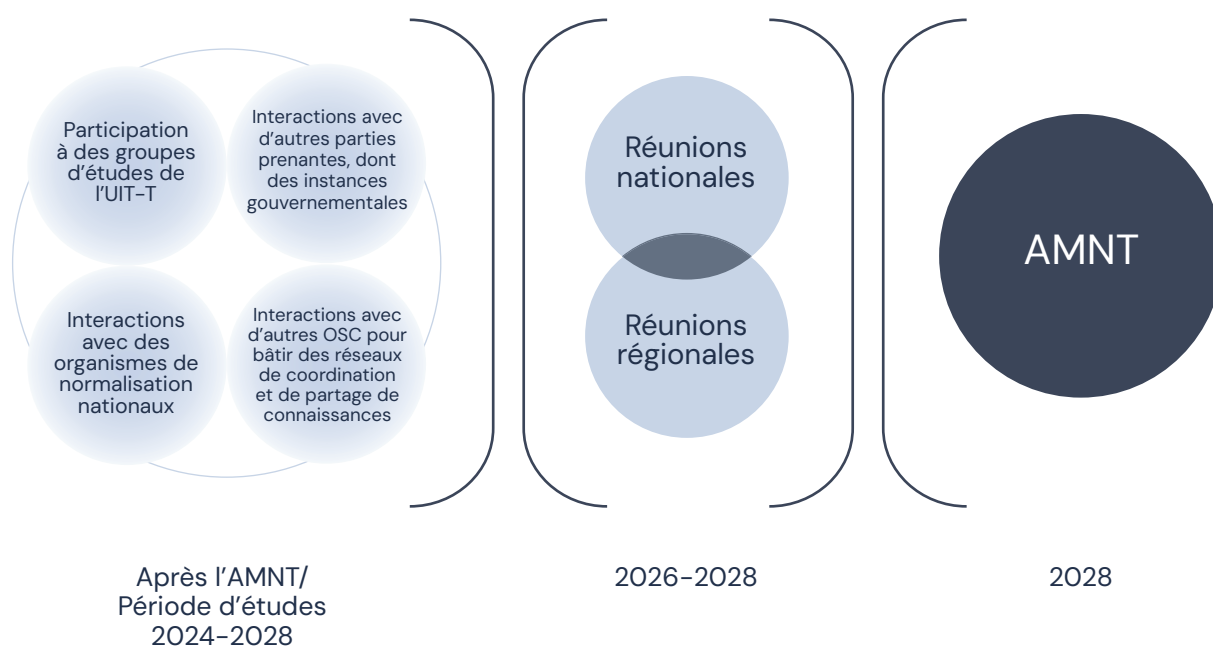 Participation
à des groupes
d’études de
l’UIT-T
Interactions avec
d’autres parties
prenantes, dont
des instances
gouvernementales
Interactions
avec des
organismes de
normalisation
nationaux
Interactions avec
d’autres OSC pour
bâtir des réseaux
de coordination
et de partage de
connaissances
Après l’AMNT/
Période d’études
2024-2028
Réunions
nationales
Réunions
régionales
2026-2028
AMNT
2028